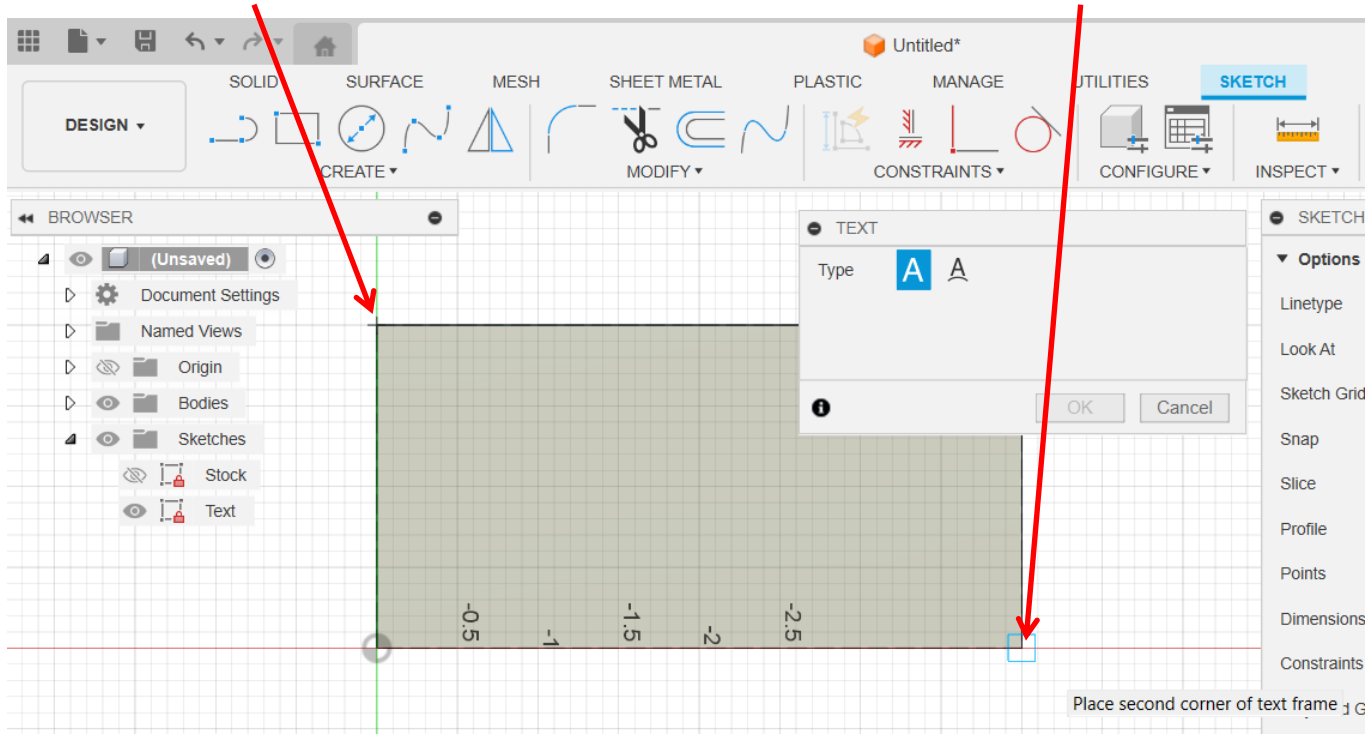 Untitled*
SOLID SURFACE MESH SHEET METAL PLASTIC MANAGE UTILITIES SKETCH
DESIGN
CREATE MODIFY CONSTRAINTS CONFIGURE INSPECT
BROWSER
(Unsaved)
Document Settings
Named Views
Origin
Bodies
Sketches
Stock
Text
TEXT
Type A A
OK Cancel
SKETCH
Options
Linetype
Look At
Sketch Grid
Snap
Slice
Profile
Points
Dimensions
Constraints
-0.5 -1 -1.5 -2 -2.5
Place second corner of text frame